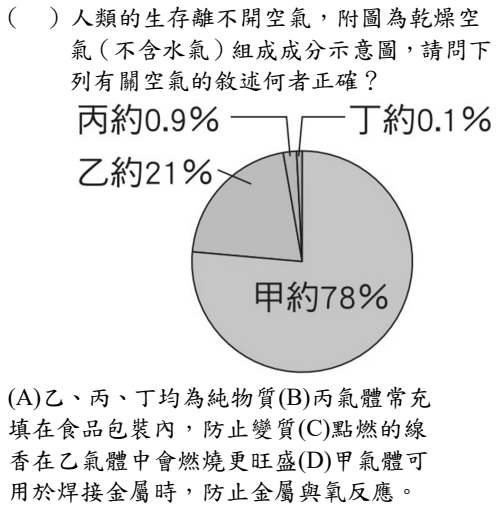 (　)人類的生存離不開空氣，附圖為乾燥空
氣(不含水氣)組成成分示意圖，請問下
列有關空氣的敘述何者正確？
丙約0.9%
丁約0.1%
乙約21%
甲約78%
(A)乙、丙、丁均為純物質(B)丙氣體常充
填在食品包裝內，防止變質(C)點燃的線
香在乙氣體中會燃燒更旺盛(D)甲氣體可
用於焊接金屬時，防止金屬與氧反應。